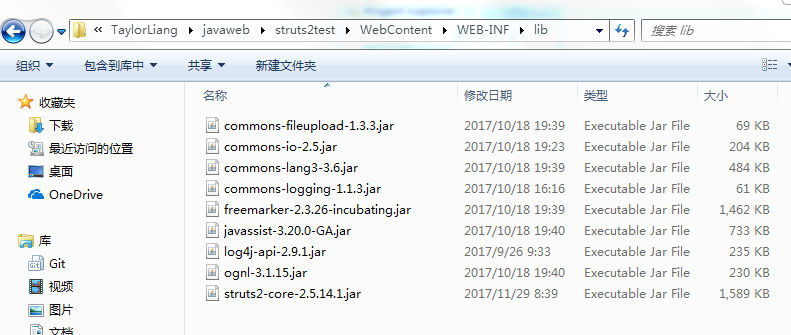 « TaylorLiang › javaweb › struts2test › WebContent › WEB-INF › lib
搜索 lib
组织 包含到库中 共享 新建文件夹
收藏夹
下载
最近访问的位置
桌面
OneDrive
库
Git
视频
图片
文档
名称 修改日期 类型 大小
commons-fileupload-1.3.3.jar 2017/10/18 19:39 Executable Jar File 69 KB
commons-io-2.5.jar 2017/10/18 19:23 Executable Jar File 204 KB
commons-lang3-3.6.jar 2017/10/18 19:39 Executable Jar File 484 KB
commons-logging-1.1.3.jar 2017/10/18 16:16 Executable Jar File 61 KB
freemarker-2.3.26-incubating.jar 2017/10/18 19:39 Executable Jar File 1,462 KB
javassist-3.20.0-GA.jar 2017/10/18 19:40 Executable Jar File 733 KB
log4j-api-2.9.1.jar 2017/9/26 9:33 Executable Jar File 235 KB
ognl-3.1.15.jar 2017/10/18 19:40 Executable Jar File 230 KB
struts2-core-2.5.14.1.jar 2017/11/29 8:39 Executable Jar File 1,589 KB